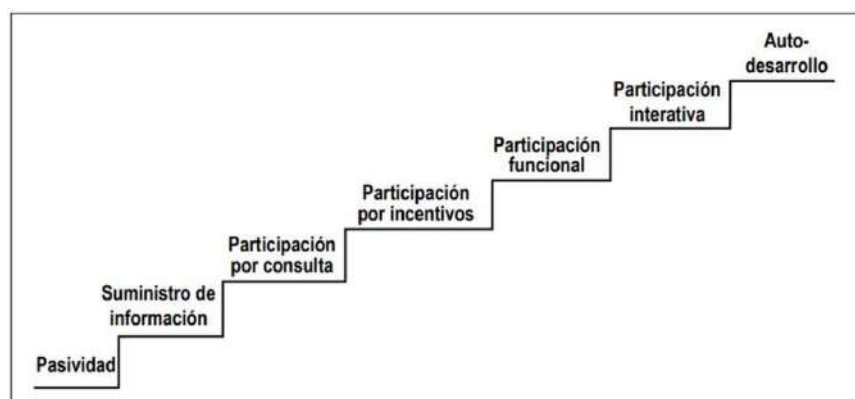 Auto-
desarrollo
Participación
interativa
Participación
funcional
Participación
por incentivos
Participación
por consulta
Suministro de
información
Pasividad